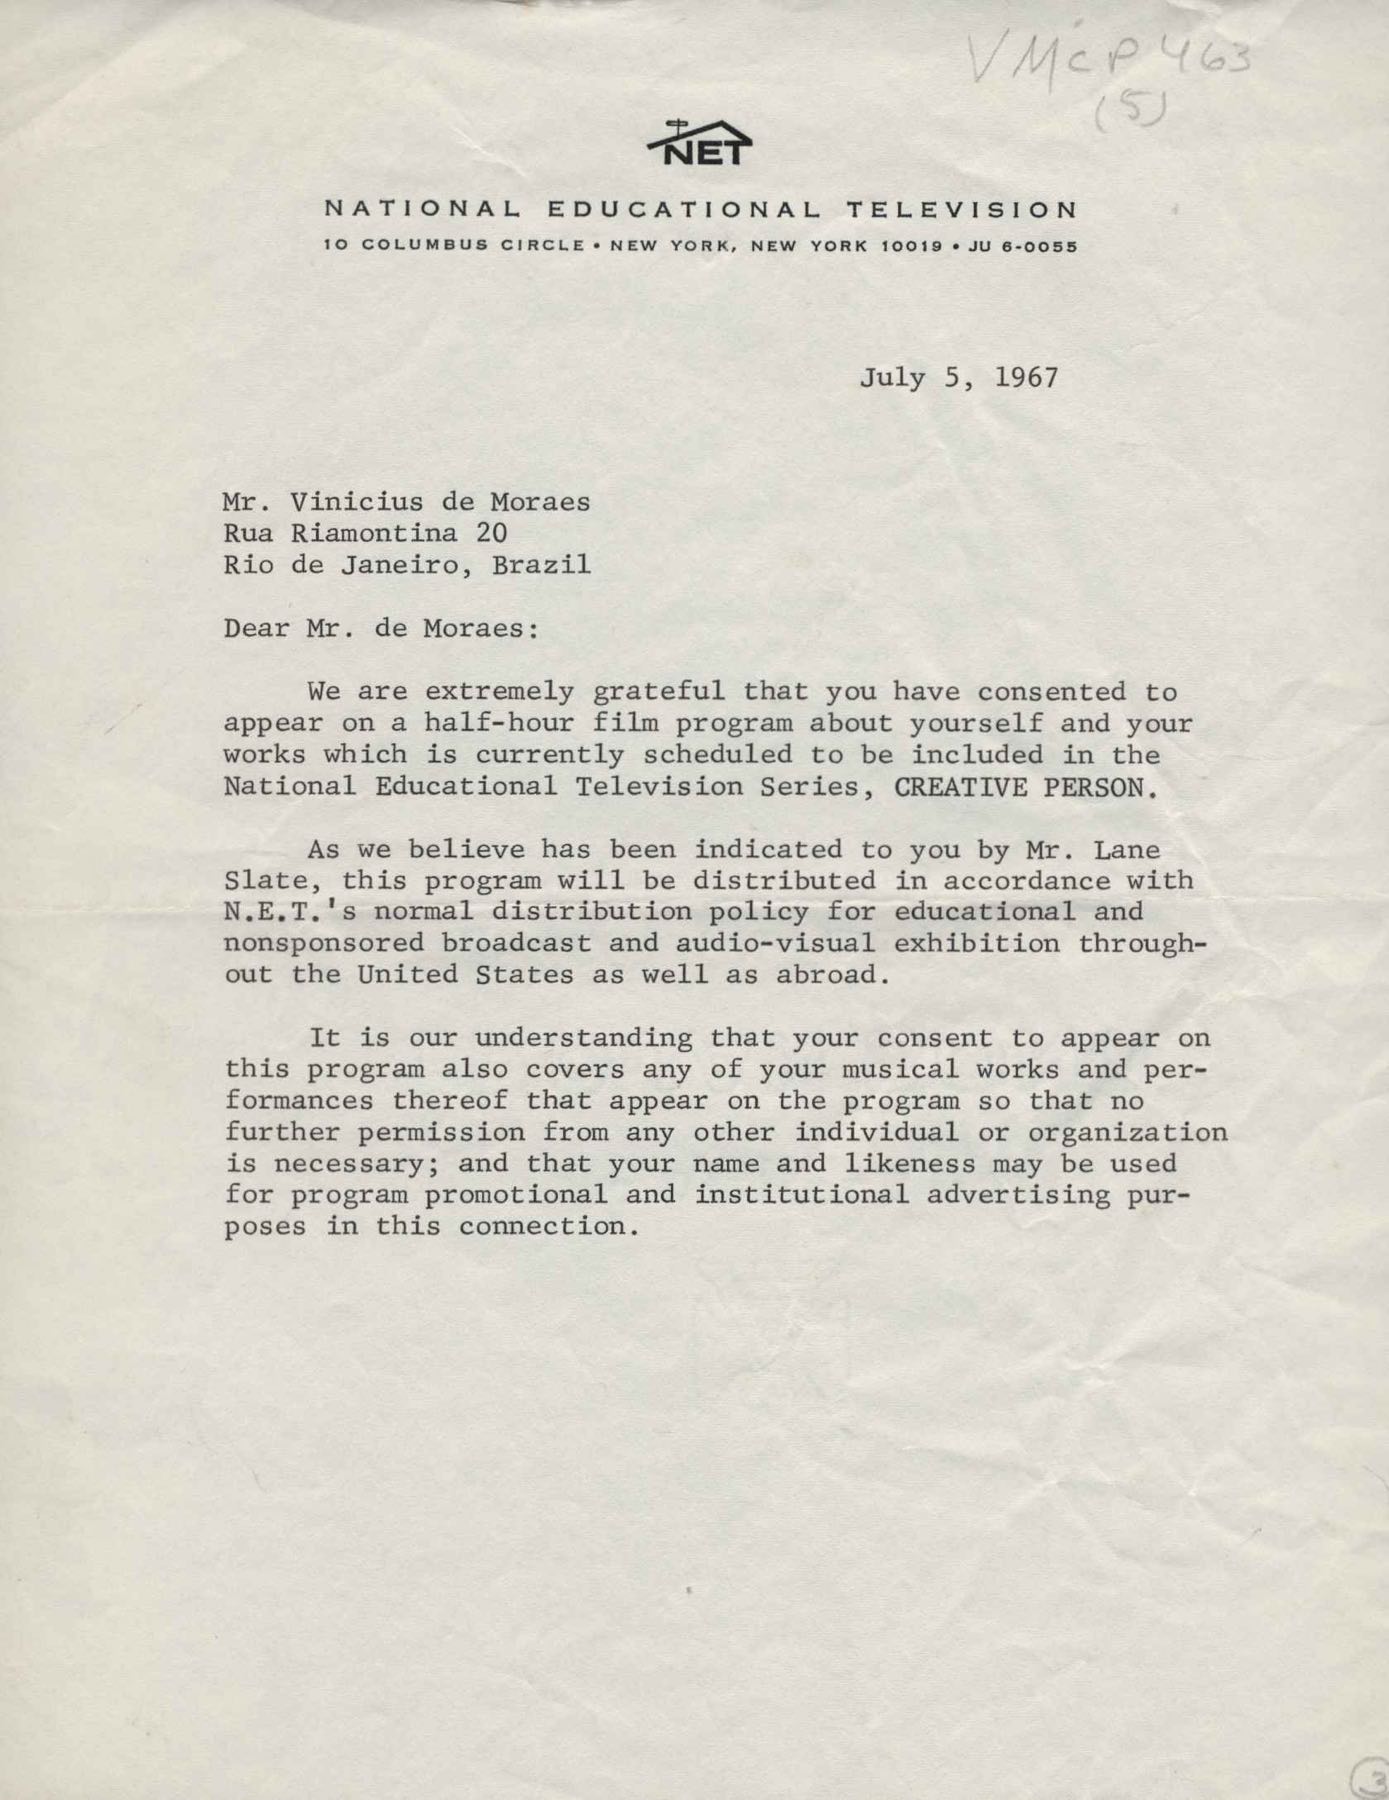 VMcP 463
(5)
NET
NATIONAL EDUCATIONAL TELEVISION
10 COLUMBUS CIRCLE • NEW YORK, NEW YORK 10019 • JU 6-0055
July 5, 1967
Mr. Vinicius de Moraes
Rua Riamontina 20
Rio de Janeiro, Brazil
Dear Mr. de Moraes:
We are extremely grateful that you have consented to
appear on a half-hour film program about yourself and your
works which is currently scheduled to be included in the
National Educational Television Series, CREATIVE PERSON.
As we believe has been indicated to you by Mr. Lane
Slate, this program will be distributed in accordance with
N.E.T.'s normal distribution policy for educational and
nonsponsored broadcast and audio-visual exhibition through-
out the United States as well as abroad.
It is our understanding that your consent to appear on
this program also covers any of your musical works and per-
formances thereof that appear on the program so that no
further permission from any other individual or organization
is necessary; and that your name and likeness may be used
for program promotional and institutional advertising pur-
poses in this connection.
3